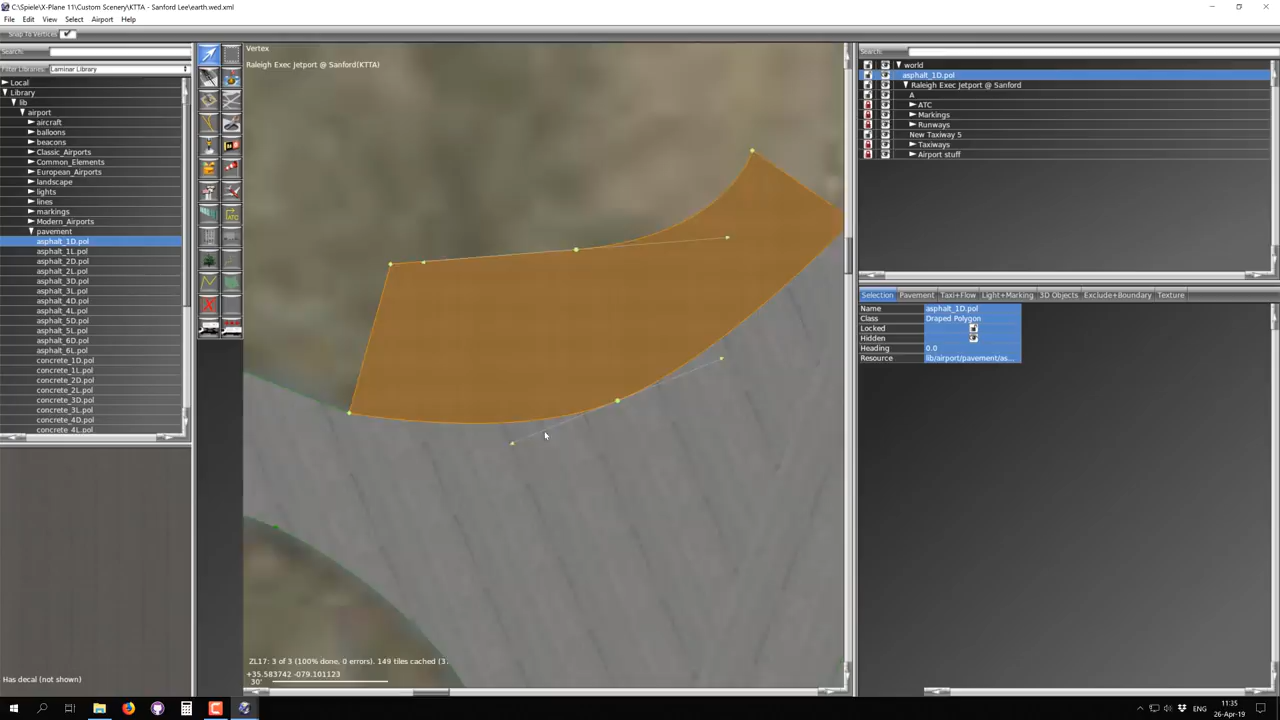 C:\Spiele\X-Plane 11\Custom Scenery\KTTA - Sanford Lee\earth.wed.xml
File Edit View Select Airport Help
Snap To Vertices
Search:
Filter Libraries: Laminar Library
Local
Library
lib
airport
aircraft
balloons
beacons
Classic_Airports
Common_Elements
European_Airports
landscape
lights
lines
markings
Modern_Airports
pavement
asphalt_1D.pol
asphalt_1L.pol
asphalt_2D.pol
asphalt_2L.pol
asphalt_3D.pol
asphalt_3L.pol
asphalt_4D.pol
asphalt_4L.pol
asphalt_5D.pol
asphalt_5L.pol
asphalt_6D.pol
asphalt_6L.pol
concrete_1D.pol
concrete_1L.pol
concrete_2D.pol
concrete_2L.pol
concrete_3D.pol
concrete_3L.pol
concrete_4D.pol
concrete_4L.pol
Has decal (not shown)
Vertex
Raleigh Exec Jetport @ Sanford(KTTA)
ZL17: 3 of 3 (100% done, 0 errors). 149 tiles cached (3.
+35.583742 -079.101123
30'
Search:
world
asphalt_1D.pol
Raleigh Exec Jetport @ Sanford
A
ATC
Markings
Runways
New Taxiway 5
Taxiways
Airport stuff
Selection Pavement Taxi+Flow Light+Marking 3D Objects Exclude+Boundary Texture
Name asphalt_1D.pol
Class Draped Polygon
Locked
Hidden
Heading 0.0
Resource lib/airport/pavement/as...
ENG
11:35
26-Apr-19